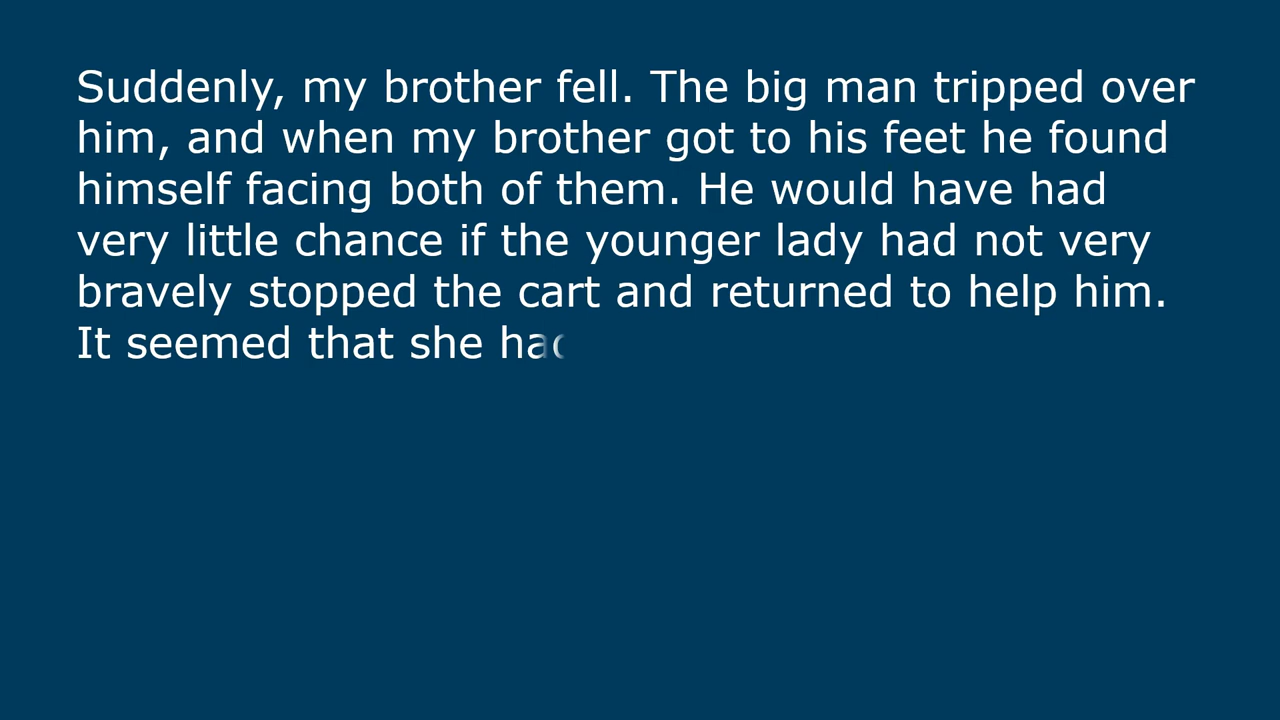 Suddenly, my brother fell. The big man tripped over
him, and when my brother got to his feet he found
himself facing both of them. He would have had
very little chance if the younger lady had not very
bravely stopped the cart and returned to help him.
It seemed that she